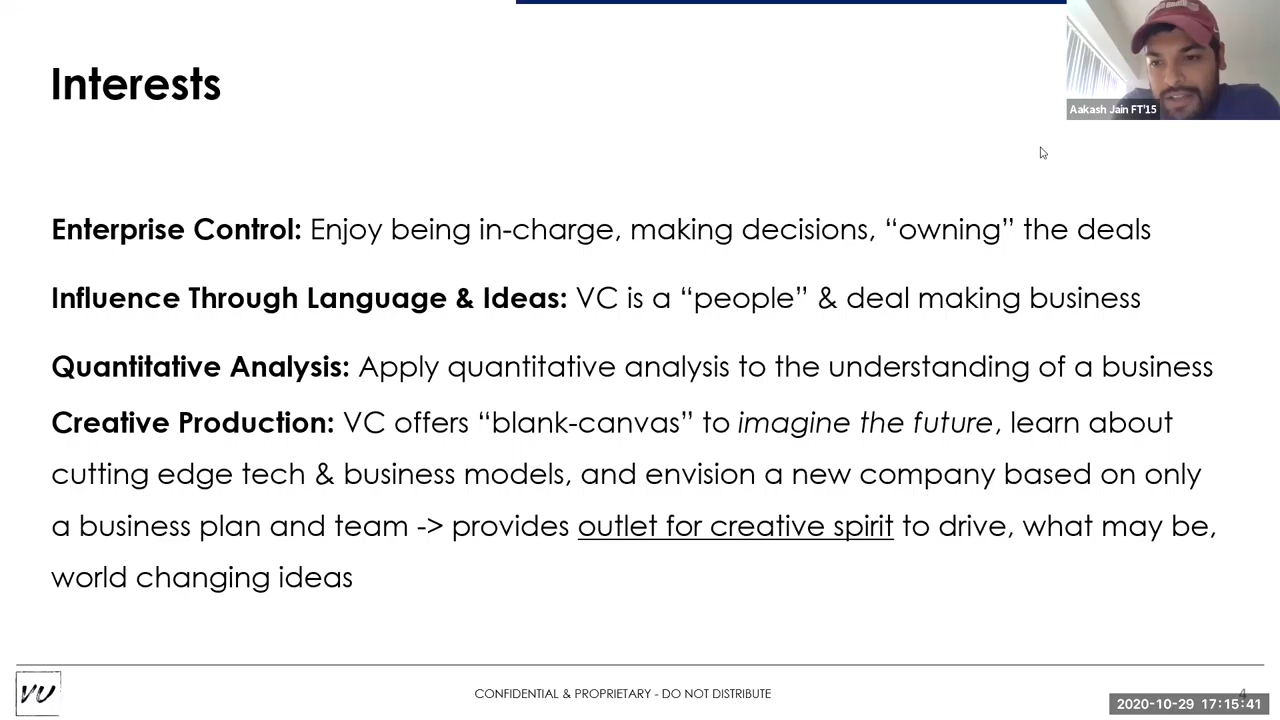 Interests
Aakash Jain FT'15
Enterprise Control: Enjoy being in-charge, making decisions, “owning” the deals
Influence Through Language & Ideas: VC is a “people” & deal making business
Quantitative Analysis: Apply quantitative analysis to the understanding of a business
Creative Production: VC offers “blank-canvas” to imagine the future, learn about
cutting edge tech & business models, and envision a new company based on only
a business plan and team -> provides outlet for creative spirit to drive, what may be,
world changing ideas
VU
CONFIDENTIAL & PROPRIETARY - DO NOT DISTRIBUTE
4
2020-10-29 17:15:41